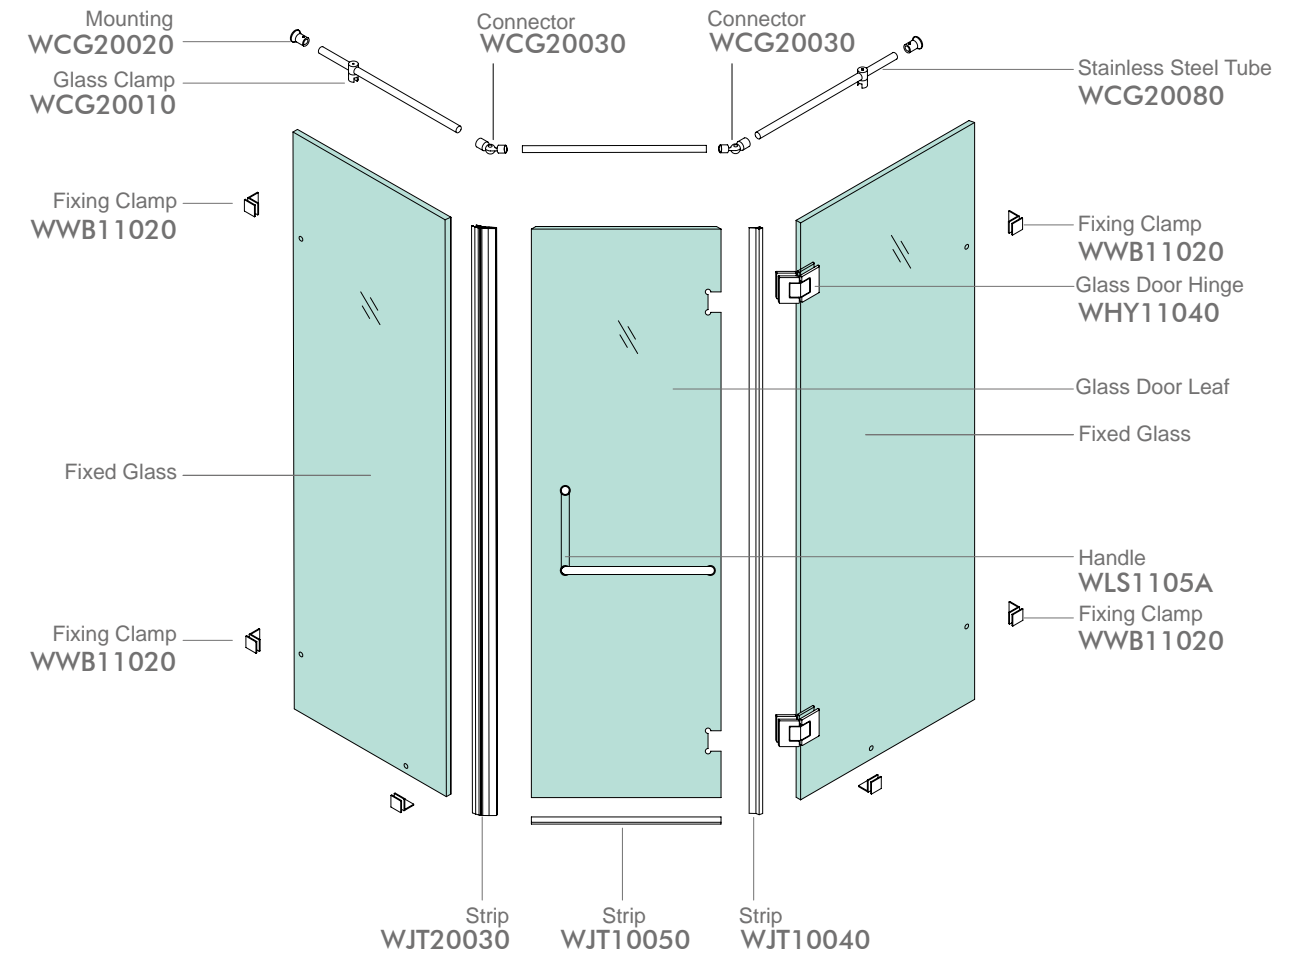 Mounting
WCG20020
Glass Clamp
WCG20010
Connector
WCG20030
Connector
WCG20030
Stainless Steel Tube
WCG20080
Fixing Clamp
WWB11020
Fixing Clamp
WWB11020
Glass Door Hinge
WHY11040
Glass Door Leaf
Fixed Glass
Fixed Glass
Handle
WLS1105A
Fixing Clamp
WWB11020
Fixing Clamp
WWB11020
Strip
WJT20030
Strip
WJT10050
Strip
WJT10040